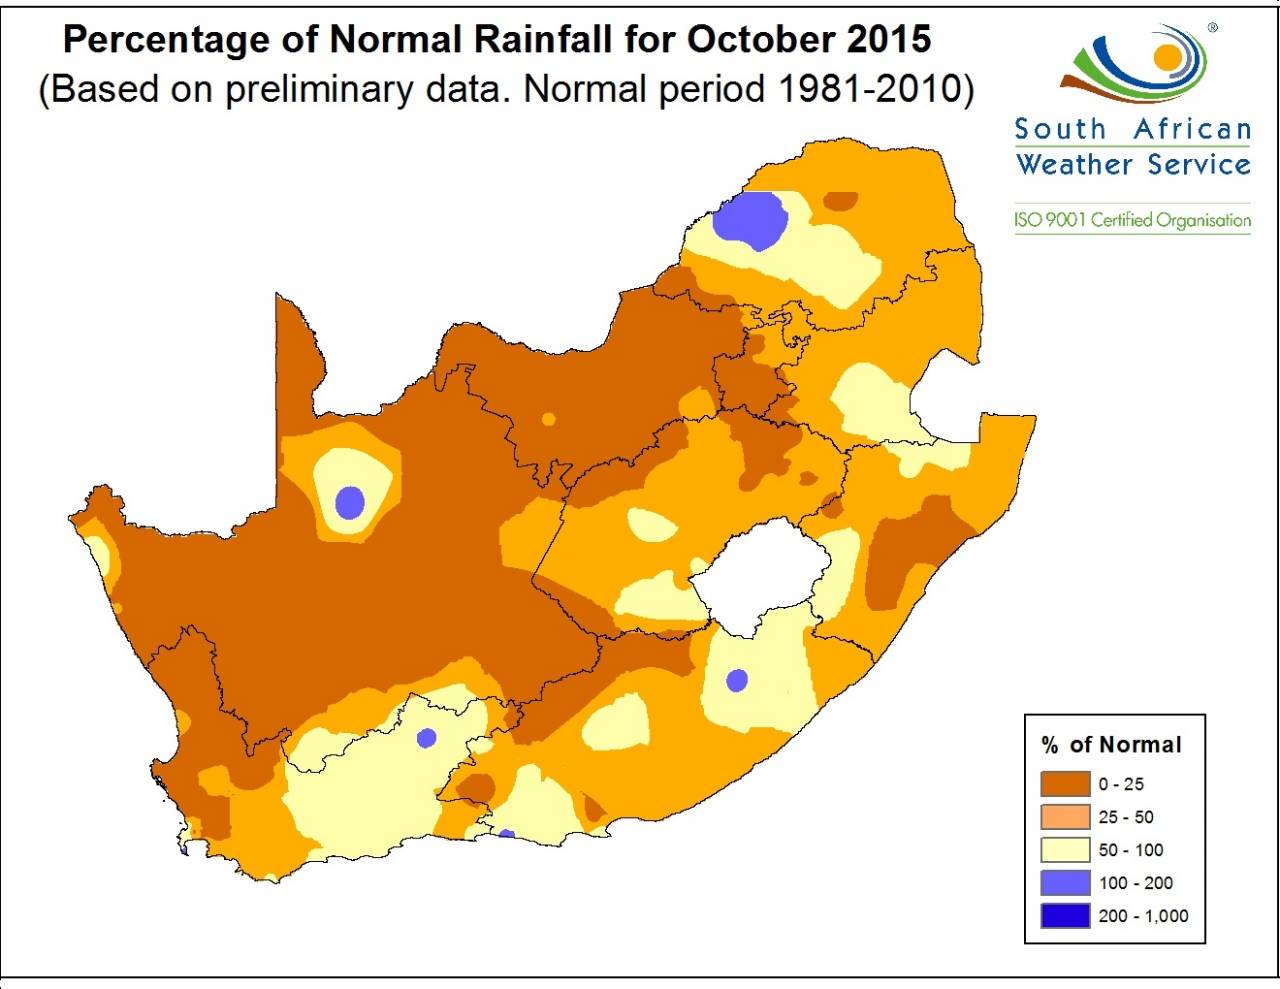 Percentage of Normal Rainfall for October 2015
(Based on preliminary data. Normal period 1981-2010)
®
South African
Weather Service
ISO 9001 Certified Organisation
% of Normal
0 - 25
25 - 50
50 - 100
100 - 200
200 - 1,000